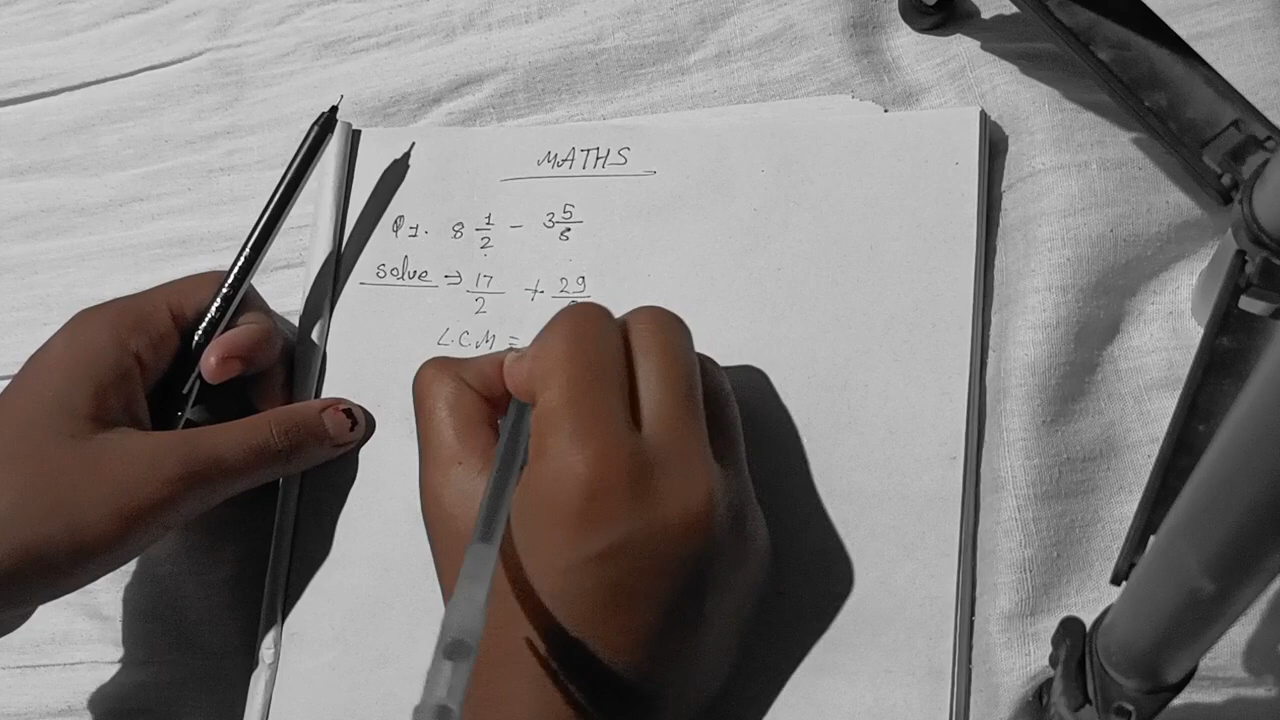 MATHS
Q1. 8 1/2 - 3 5/8
solve → 17/2 + 29/
L.C.M =